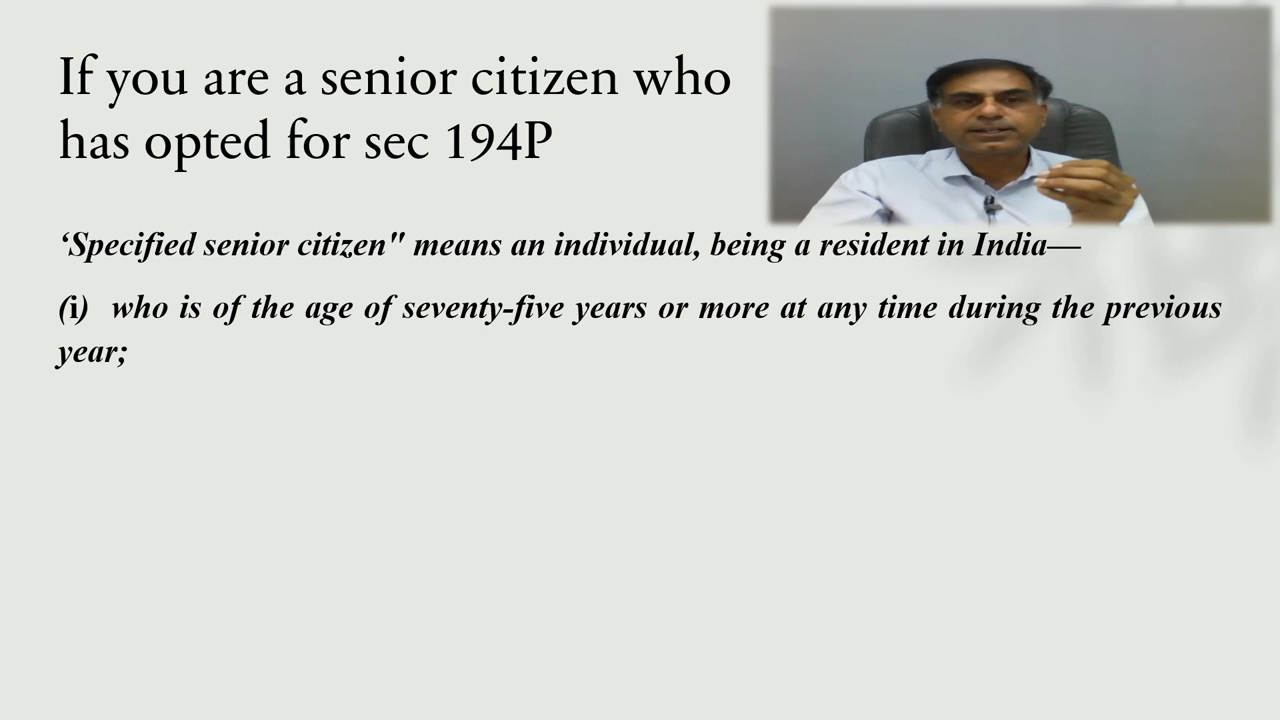 If you are a senior citizen who
has opted for sec 194P
‘Specified senior citizen" means an individual, being a resident in India—
(i) who is of the age of seventy-five years or more at any time during the previous
year;